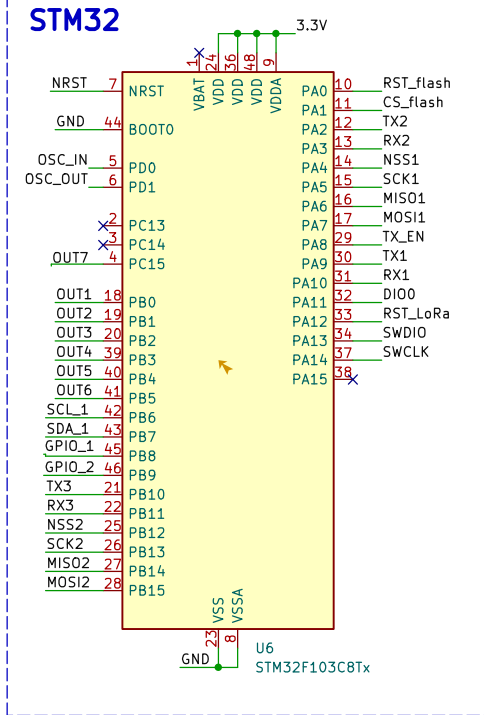 STM32
3.3V
1 24 36 48 9
VBAT VDD VDD VDD VDDA
NRST 7 NRST PA0 10 RST_flash
PA1 11 CS_flash
GND 44 BOOT0 PA2 12 TX2
PA3 13 RX2
OSC_IN 5 PD0 PA4 14 NSS1
OSC_OUT 6 PD1 PA5 15 SCK1
PA6 16 MISO1
2 PC13 PA7 17 MOSI1
3 PC14 PA8 29 TX_EN
OUT7 4 PC15 PA9 30 TX1
PA10 31 RX1
OUT1 18 PB0 PA11 32 DIO0
OUT2 19 PB1 PA12 33 RST_LoRa
OUT3 20 PB2 PA13 34 SWDIO
OUT4 39 PB3 PA14 37 SWCLK
OUT5 40 PB4 PA15 38
OUT6 41 PB5
SCL_1 42 PB6
SDA_1 43 PB7
GPIO_1 45 PB8
GPIO_2 46 PB9
TX3 21 PB10
RX3 22 PB11
NSS2 25 PB12
SCK2 26 PB13
MISO2 27 PB14
MOSI2 28 PB15
VSS VSSA
23 8
GND
U6
STM32F103C8Tx